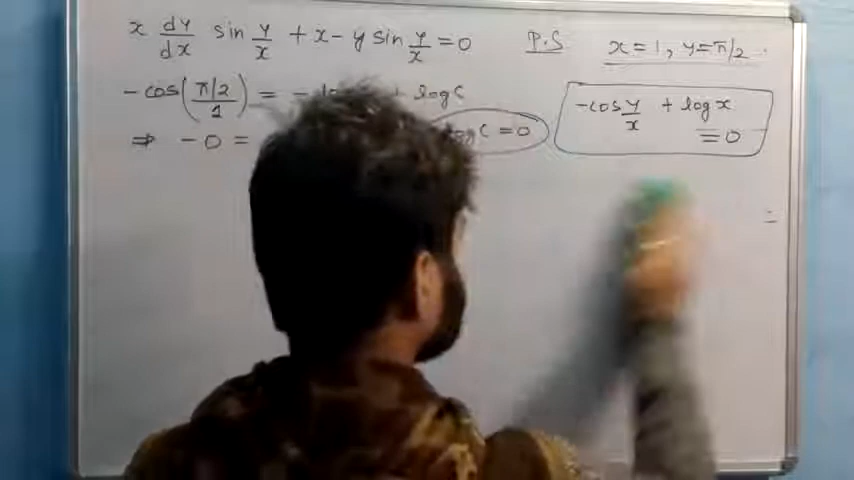 x dy/dx sin y/x + x - y sin y/x = 0 P.S x = 1, y = π/2
- cos(π/2 / 1) = - + log c
⇒ - 0 = log c = 0
- cos y/x + log x
= 0
=